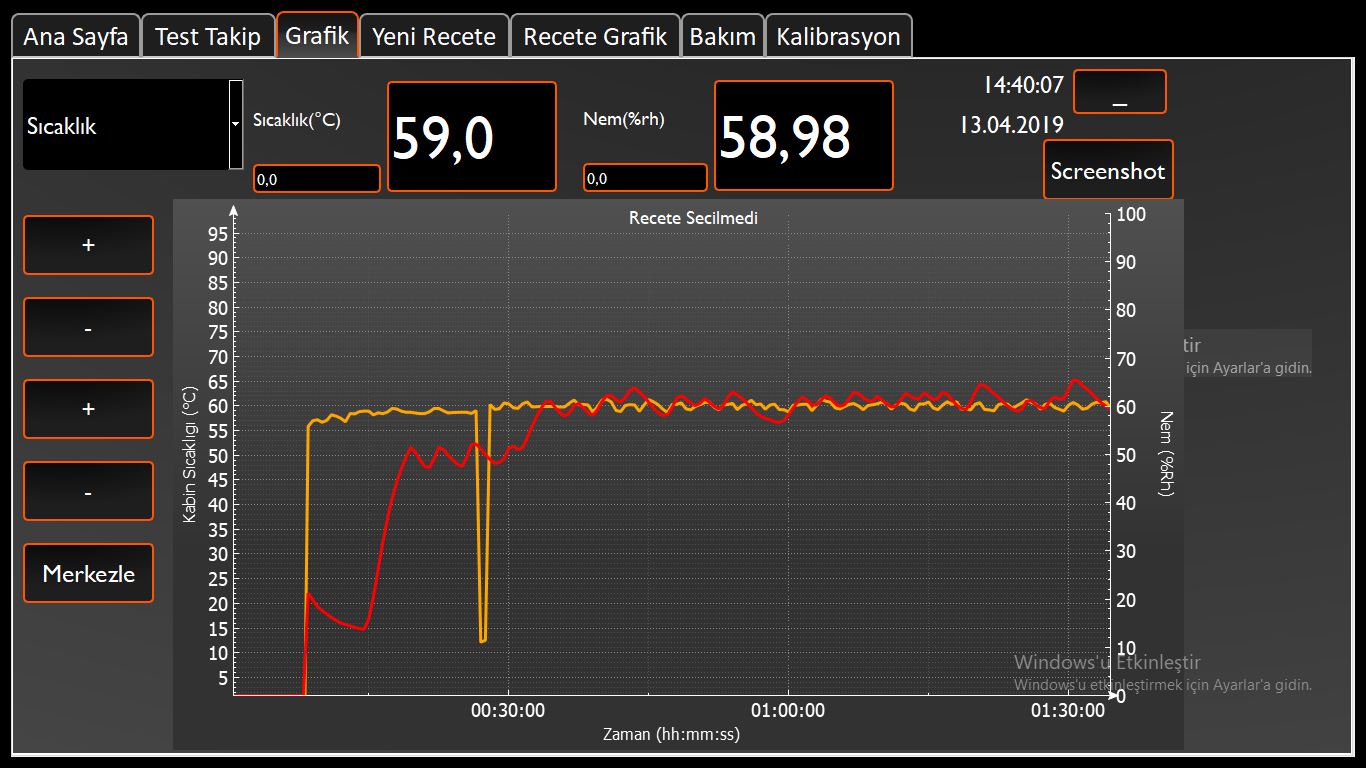 Ana Sayfa Test Takip Grafik Yeni Recete Recete Grafik Bakım Kalibrasyon
Sıcaklık
Sıcaklık(°C)
0,0
59,0
Nem(%rh)
0,0
58,98
14:40:07
_
13.04.2019
Screenshot
+
-
+
-
Merkezle
Recete Secilmedi
95
90
85
80
75
70
65
60
55
50
45
40
35
30
25
20
15
10
5
Kabin Sıcaklıgı (°C)
100
90
80
70
60
50
40
30
20
10
0
Nem (%Rh)
00:30:00 01:00:00 01:30:00
Zaman (hh:mm:ss)
tir
için Ayarlar'a gidin.
Windows'u Etkinleştir
Windows'u etkinleştirmek için Ayarlar'a gidin.